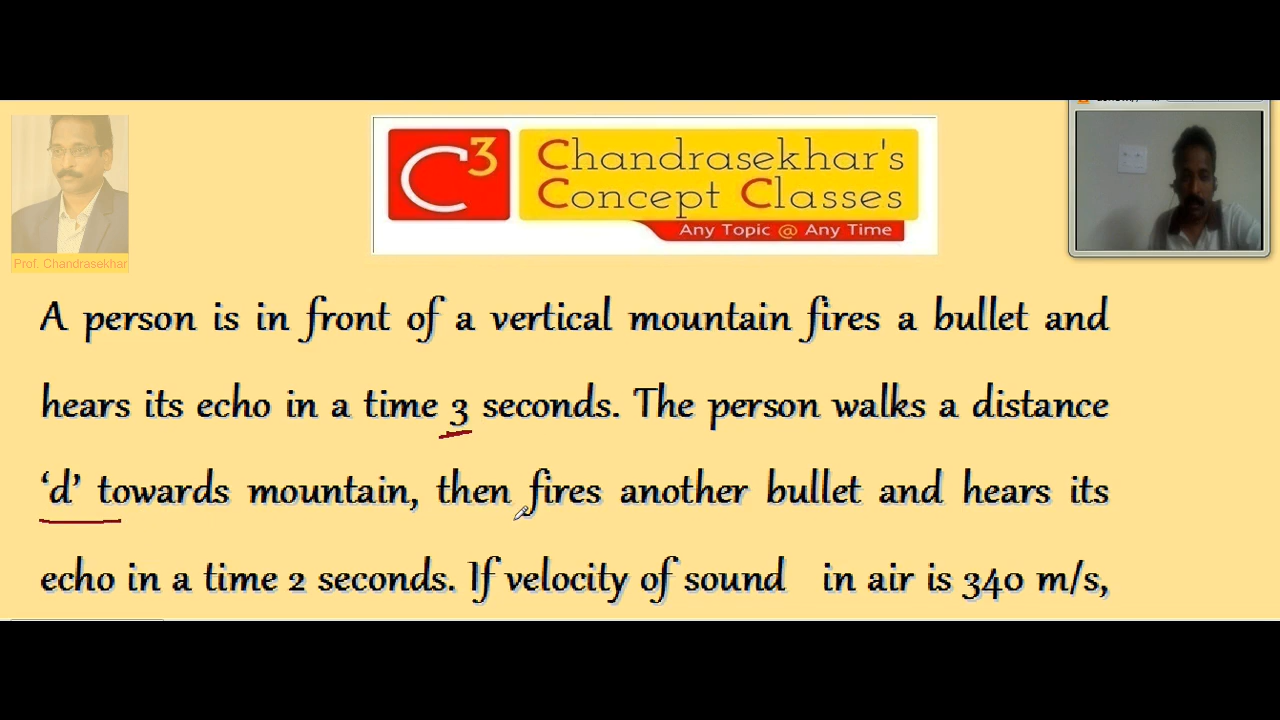 C3
Chandrasekhar's
Concept Classes
Any Topic @ Any Time
Prof. Chandrasekhar
A person is in front of a vertical mountain fires a bullet and
hears its echo in a time 3 seconds. The person walks a distance
‘d’ towards mountain, then fires another bullet and hears its
echo in a time 2 seconds. If velocity of sound in air is 340 m/s,